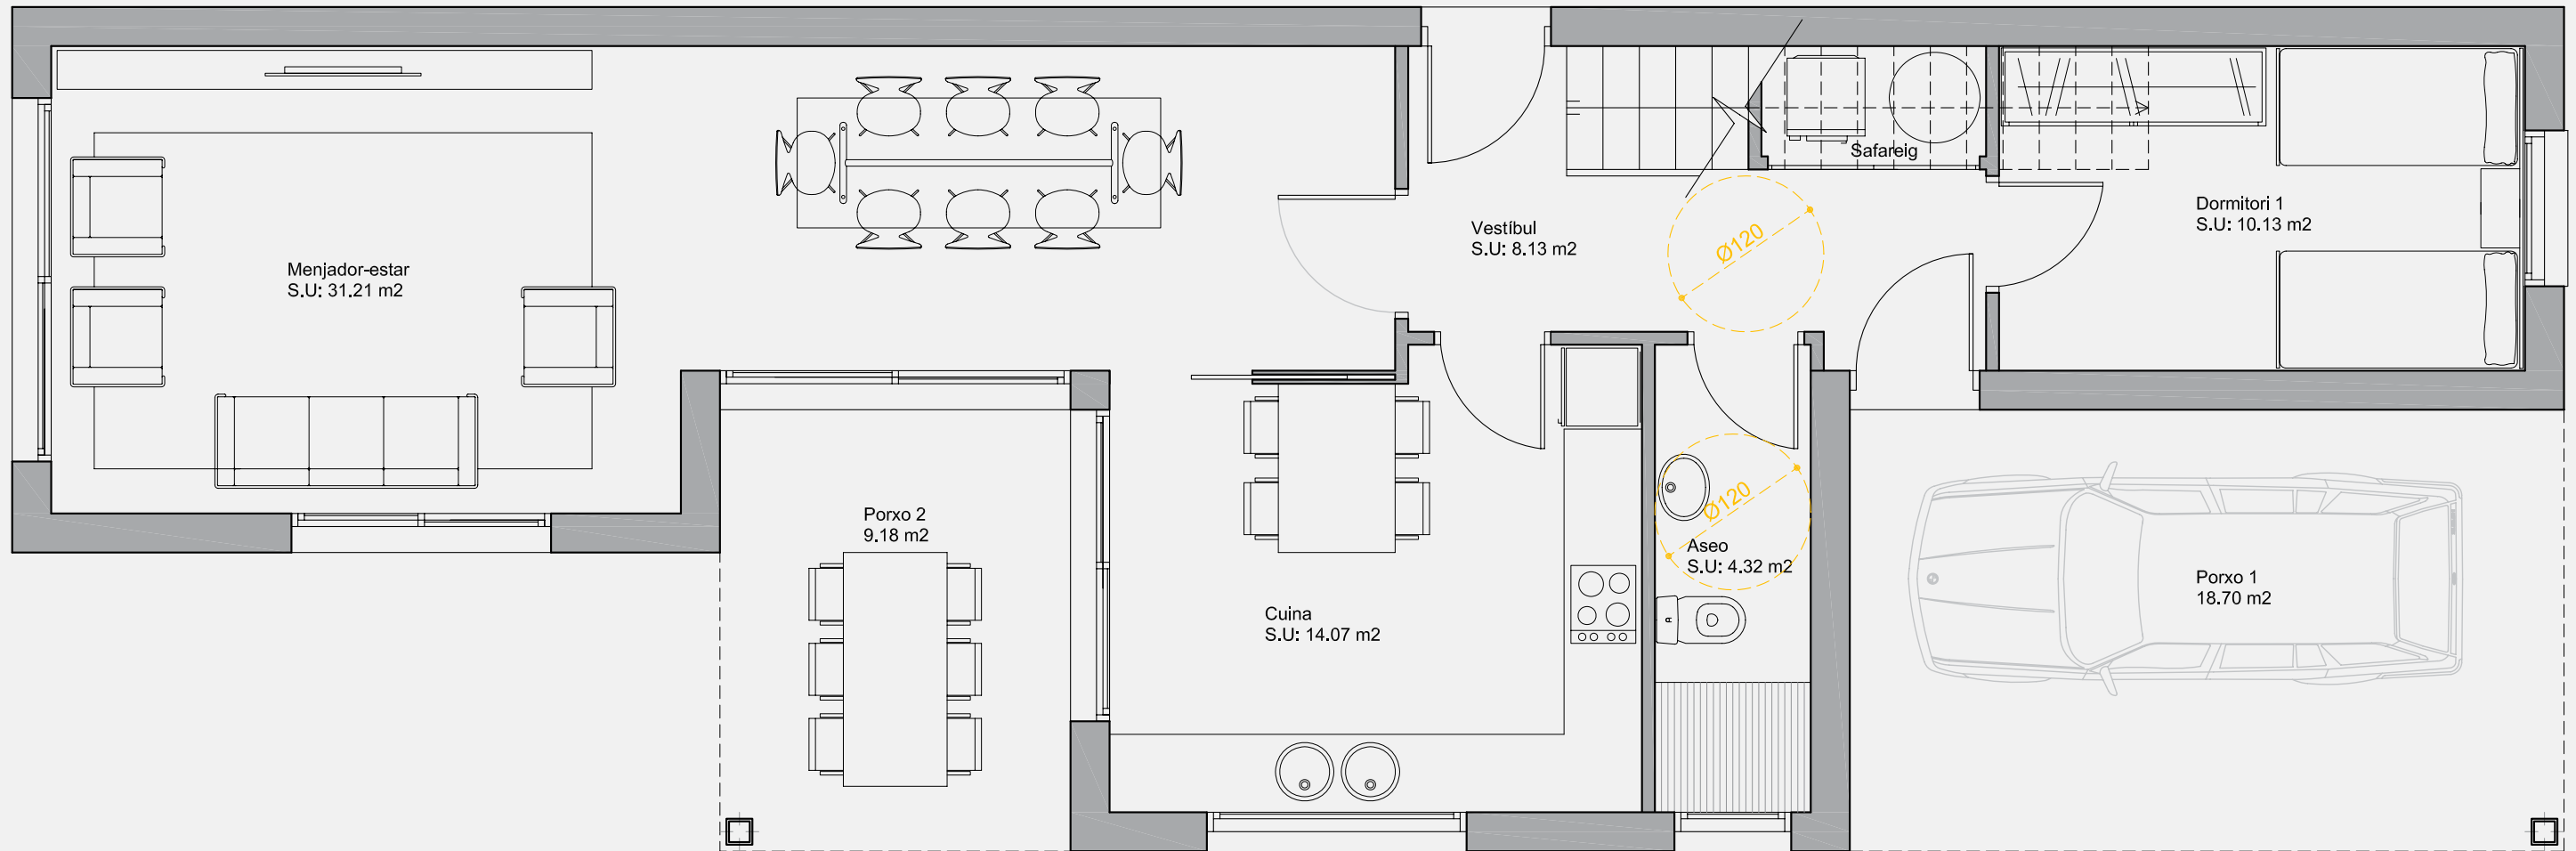 Menjador-estar
S.U: 31.21 m2
Vestíbul
S.U: 8.13 m2
Ø120
Safareig
Dormitori 1
S.U: 10.13 m2
Porxo 2
9.18 m2
Cuina
S.U: 14.07 m2
Ø120
Aseo
S.U: 4.32 m2
Porxo 1
18.70 m2